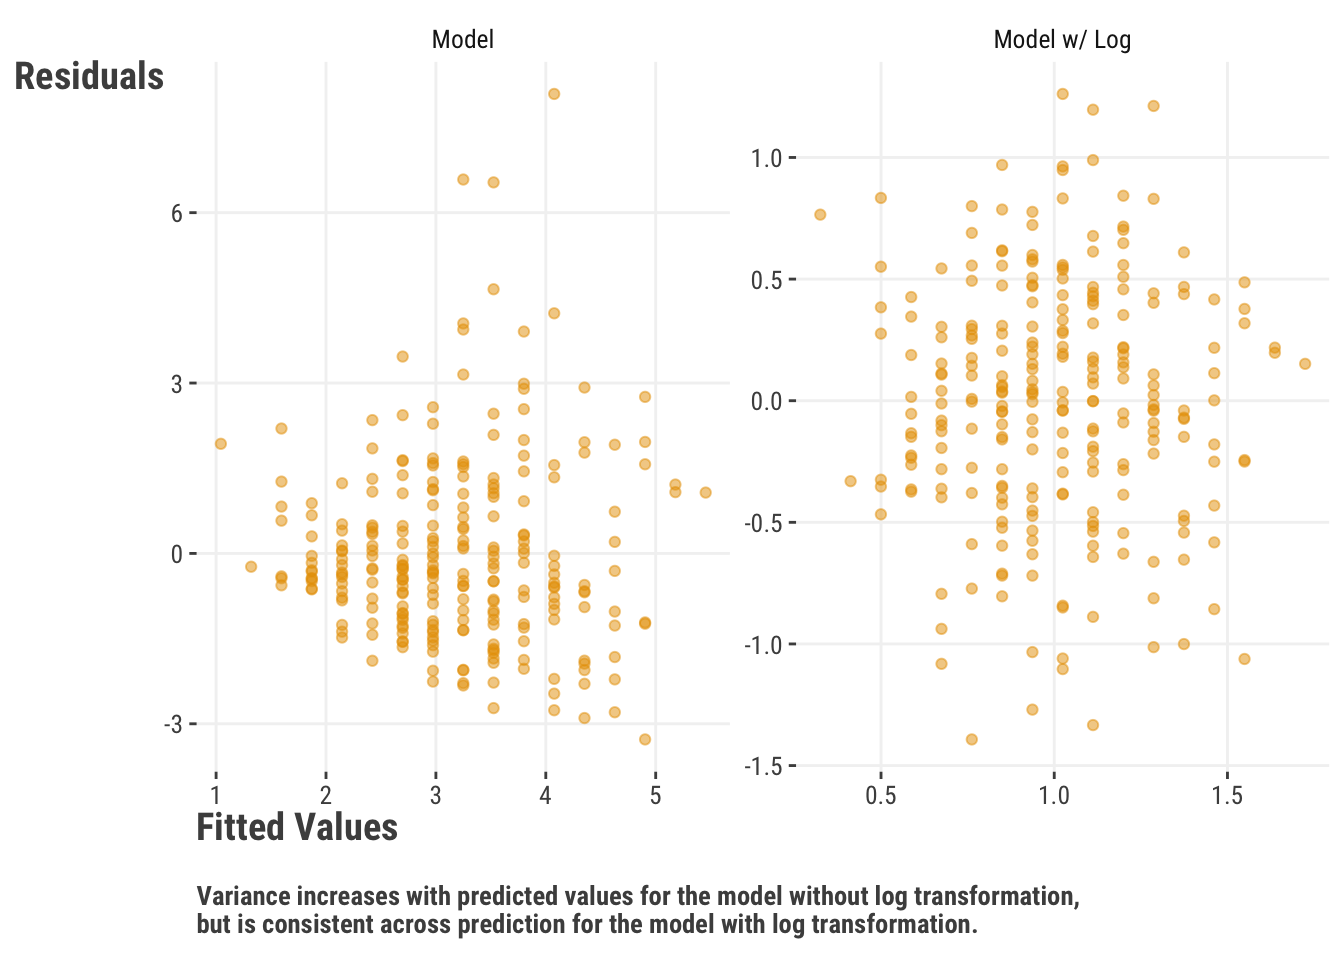 Model
Model w/ Log
Residuals
6
3
0
-3
1.0
0.5
0.0
-0.5
-1.0
-1.5
1 2 3 4 5
0.5 1.0 1.5
Fitted Values
Variance increases with predicted values for the model without log transformation,
but is consistent across prediction for the model with log transformation.